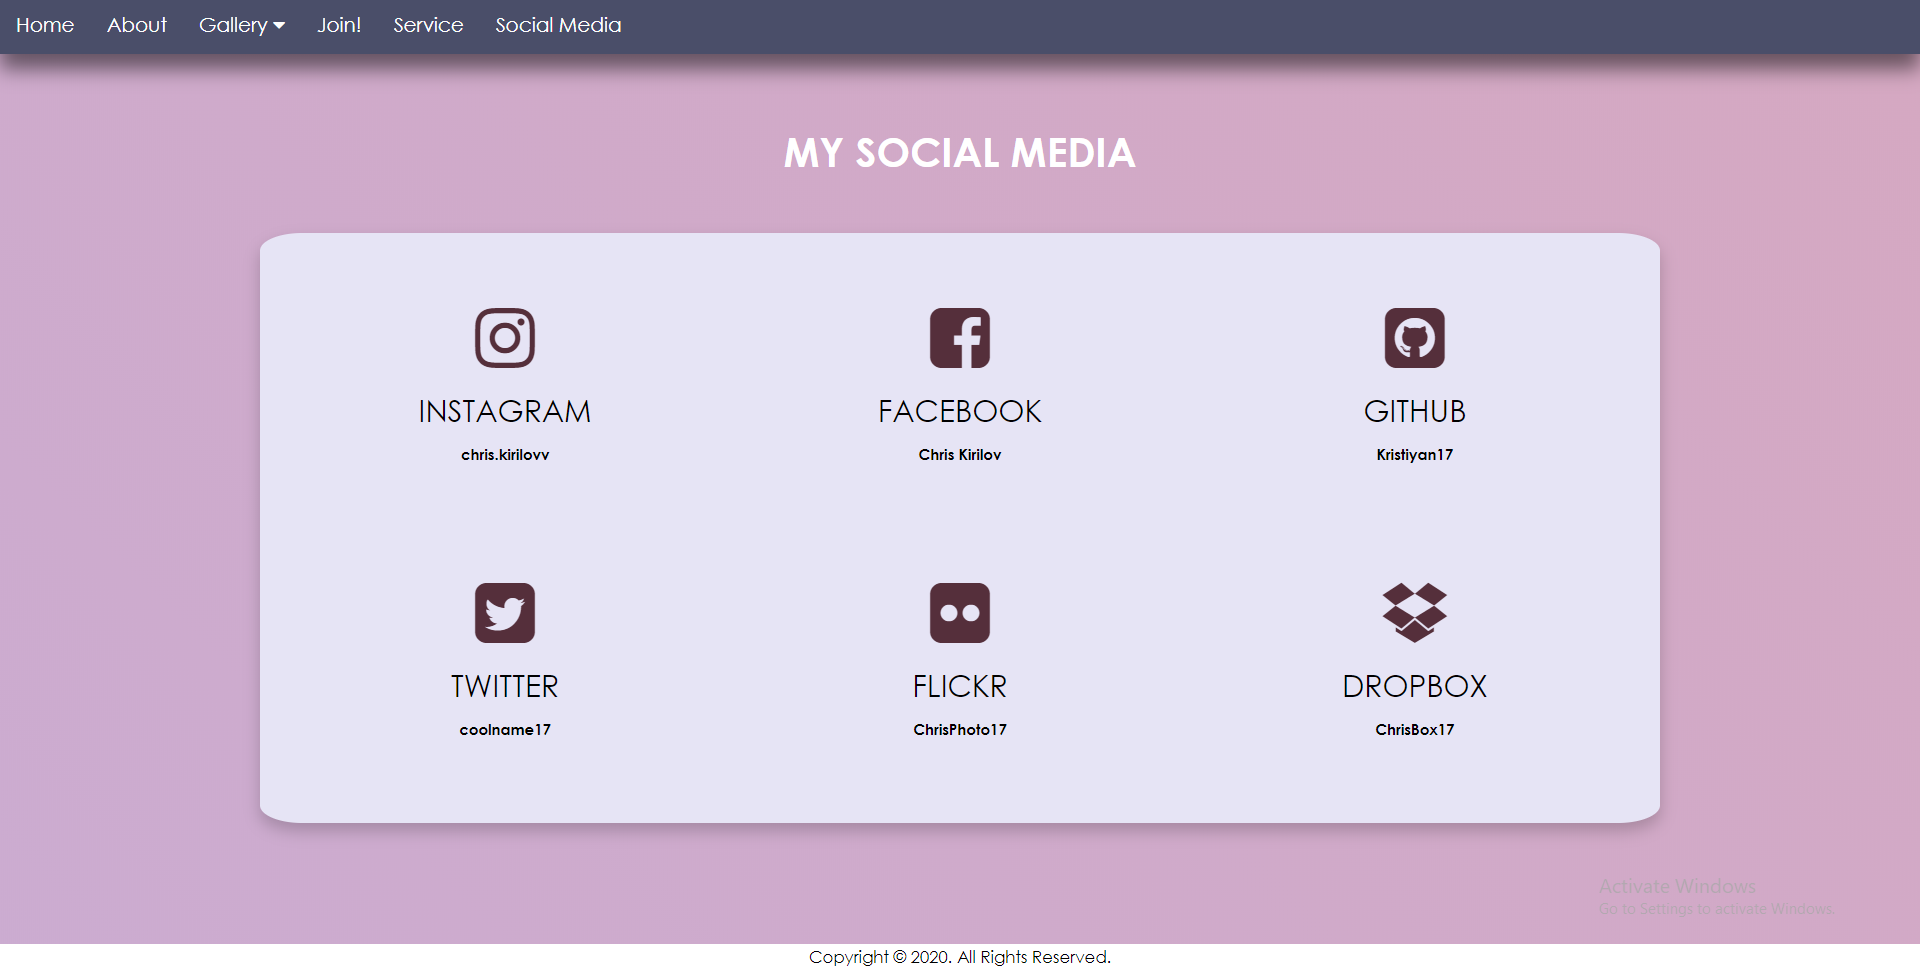 Home About Gallery Join! Service Social Media
MY SOCIAL MEDIA
INSTAGRAM FACEBOOK GITHUB
chris.kirilovv Chris Kirilov Kristiyan17
TWITTER FLICKR DROPBOX
coolname17 ChrisPhoto17 ChrisBox17
Activate Windows
Go to Settings to activate Windows.
Copyright © 2020. All Rights Reserved.